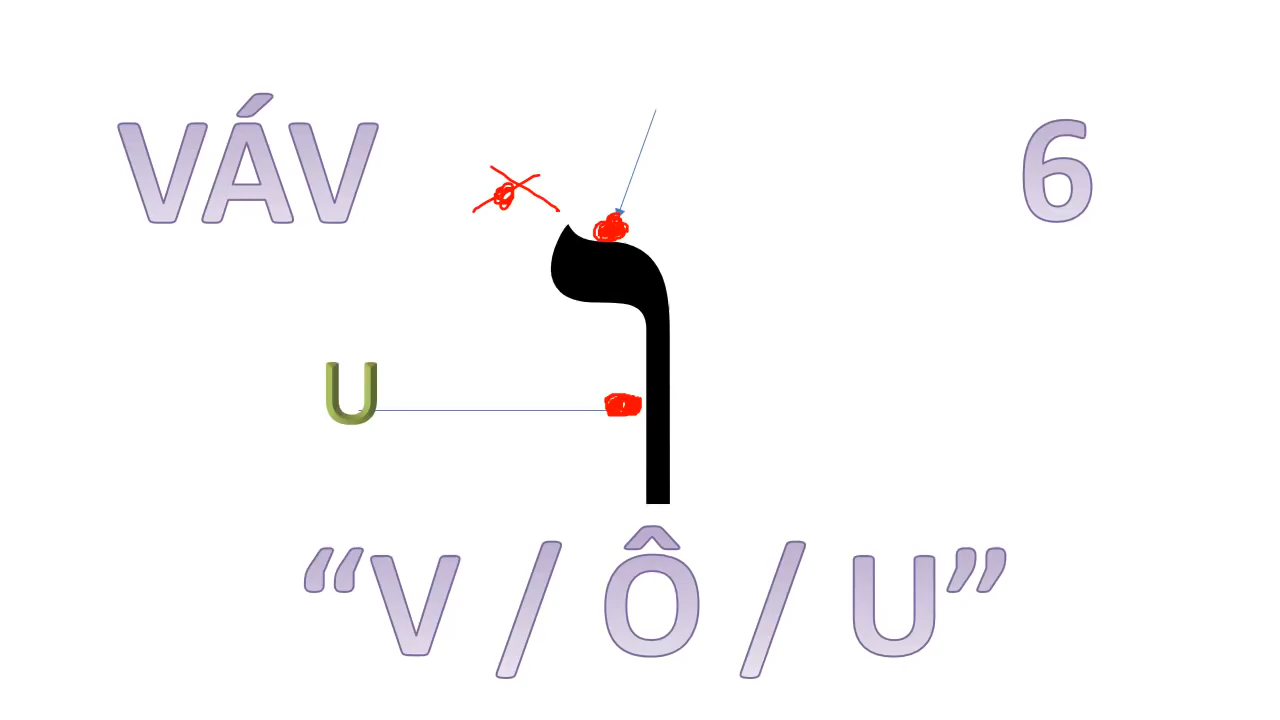 VÁV
6
ו
U
“V / Ô / U”